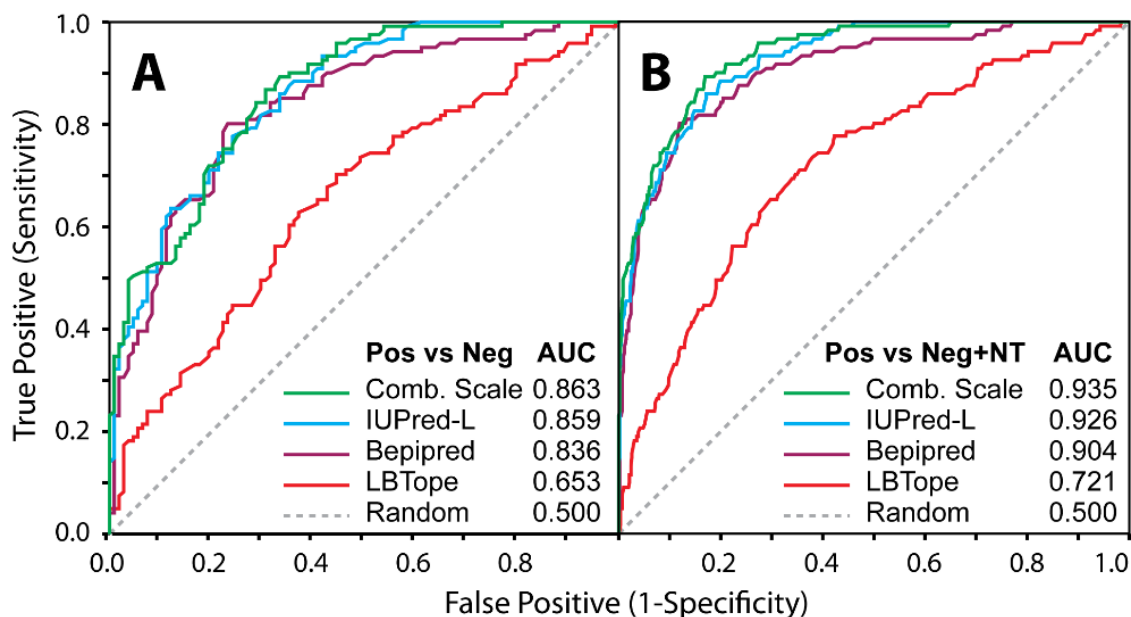 True Positive (Sensitivity)
1.0
0.8
0.6
0.4
0.2
0.0
A
Pos vs Neg AUC
Comb. Scale 0.863
IUPred-L 0.859
Bepipred 0.836
LBTope 0.653
Random 0.500
0.0 0.2 0.4 0.6 0.8
B
Pos vs Neg+NT AUC
Comb. Scale 0.935
IUPred-L 0.926
Bepipred 0.904
LBTope 0.721
Random 0.500
0.2 0.4 0.6 0.8 1.0
False Positive (1-Specificity)